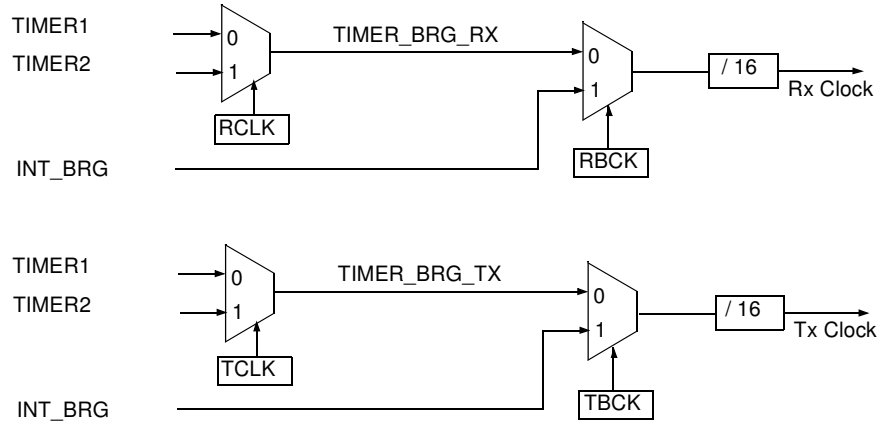 TIMER1
0
TIMER_BRG_RX
0
/ 16
TIMER2
1
1
Rx Clock
RCLK
RBCK
INT_BRG
TIMER1
0
TIMER_BRG_TX
0
/ 16
TIMER2
1
1
Tx Clock
TCLK
TBCK
INT_BRG